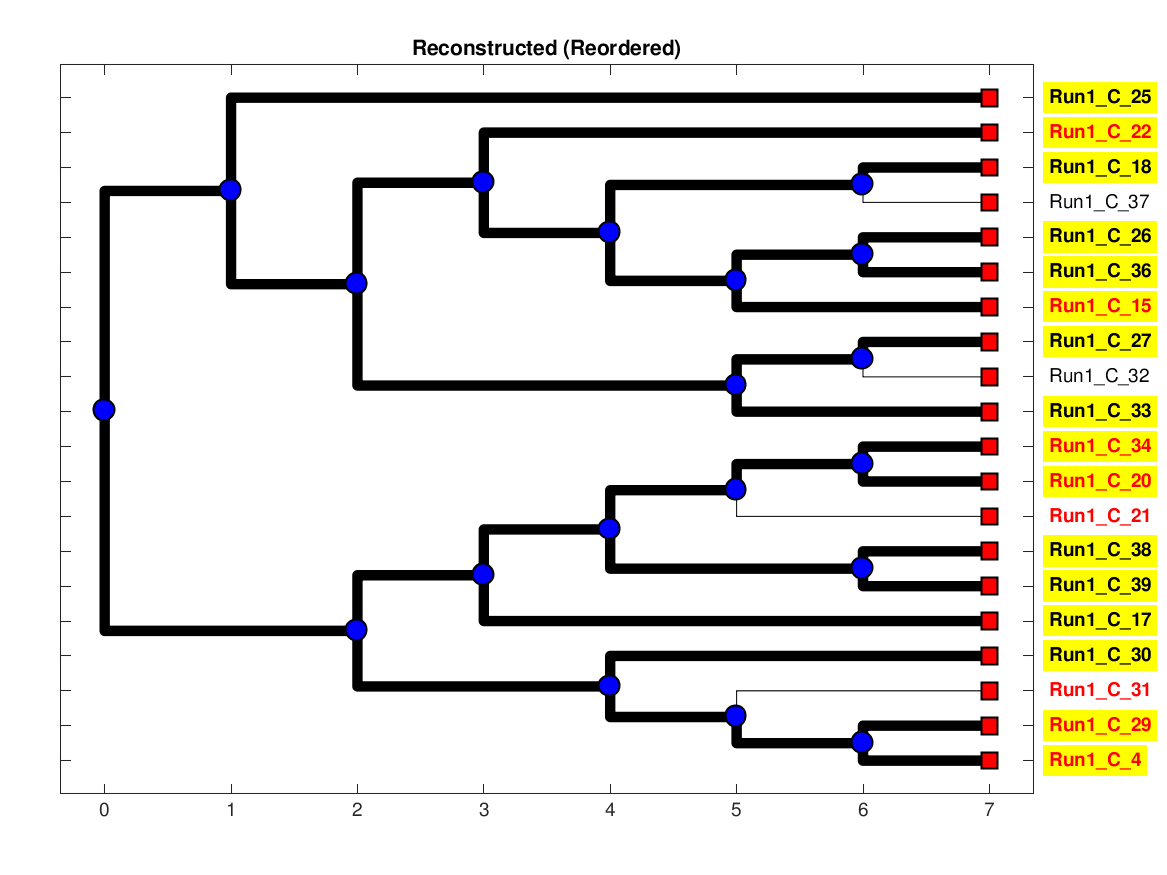 Reconstructed (Reordered)
Run1_C_25
Run1_C_22
Run1_C_18
Run1_C_37
Run1_C_26
Run1_C_36
Run1_C_15
Run1_C_27
Run1_C_32
Run1_C_33
Run1_C_34
Run1_C_20
Run1_C_21
Run1_C_38
Run1_C_39
Run1_C_17
Run1_C_30
Run1_C_31
Run1_C_29
Run1_C_4
0 1 2 3 4 5 6 7